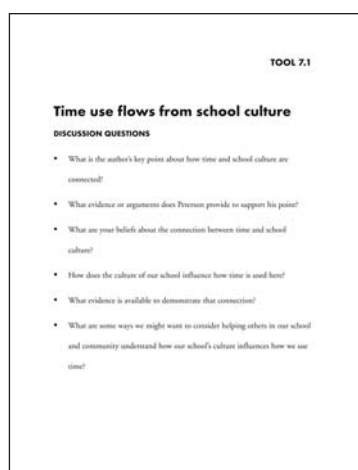 TOOL 7.1
Time use flows from school culture
DISCUSSION QUESTIONS
• What is the author's key point about how time and school culture are
connected?
• What evidence or arguments does Peterson provide to support his point?
• What are your beliefs about the connection between time and school
culture?
• How does the culture of our school influence how time is used here?
• What evidence is available to demonstrate that connection?
• What are some ways we might want to consider helping others in our school
and community understand how our school's culture influences how we use
time?